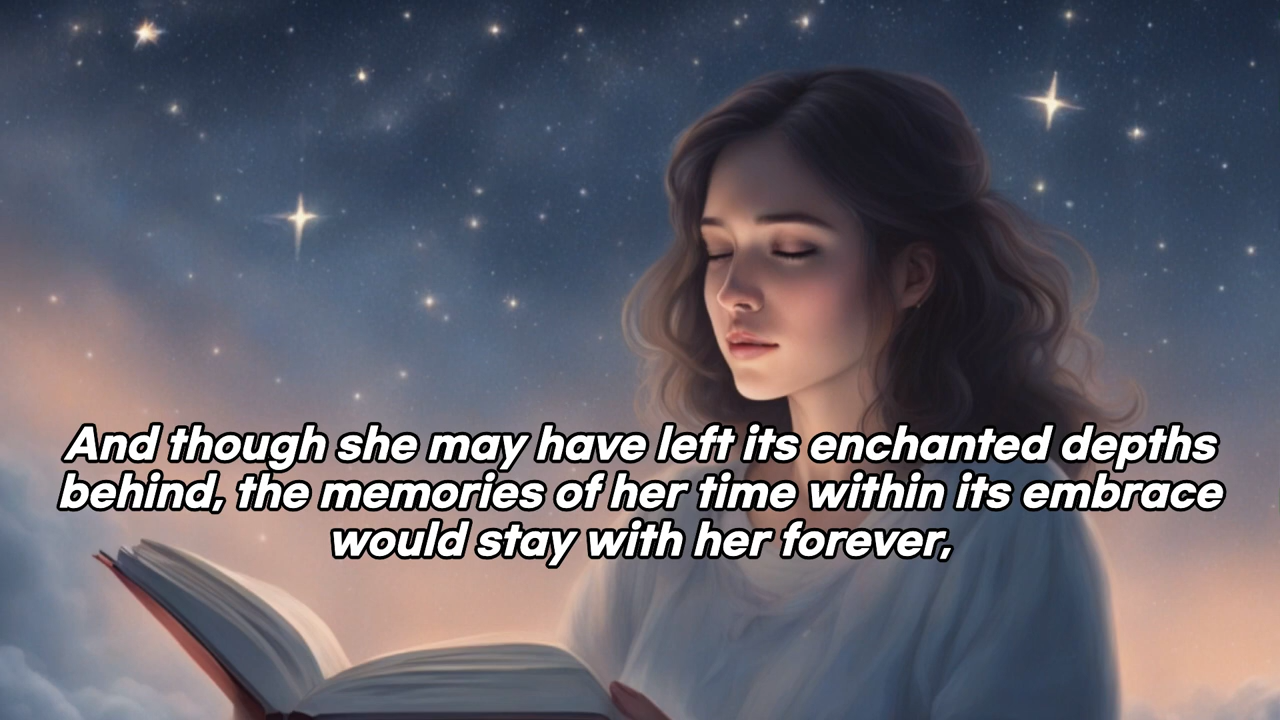 And though she may have left its enchanted depths
behind, the memories of her time within its embrace
would stay with her forever,